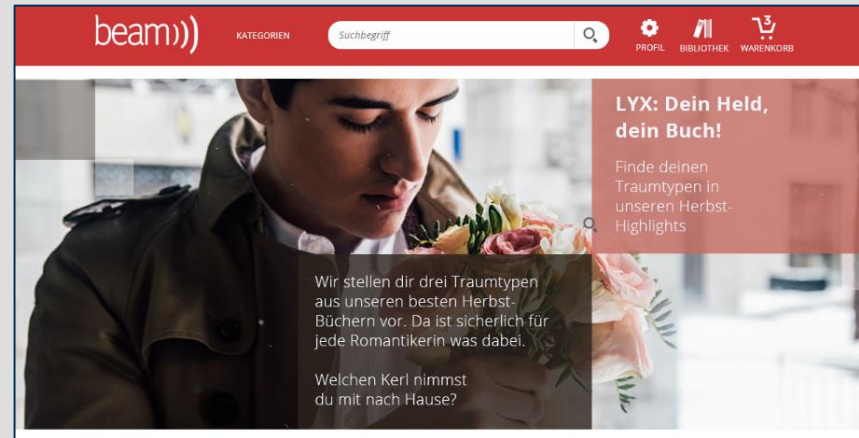 beam)))
KATEGORIEN
Suchbegriff
3
PROFIL
BIBLIOTHEK
WARENKORB
LYX: Dein Held,
dein Buch!
Finde deinen
Traumtypen in
unseren Herbst-
Highlights
Wir stellen dir drei Traumtypen
aus unseren besten Herbst-
Büchern vor. Da ist sicherlich für
jede Romantikerin was dabei.
Welchen Kerl nimmst
du mit nach Hause?